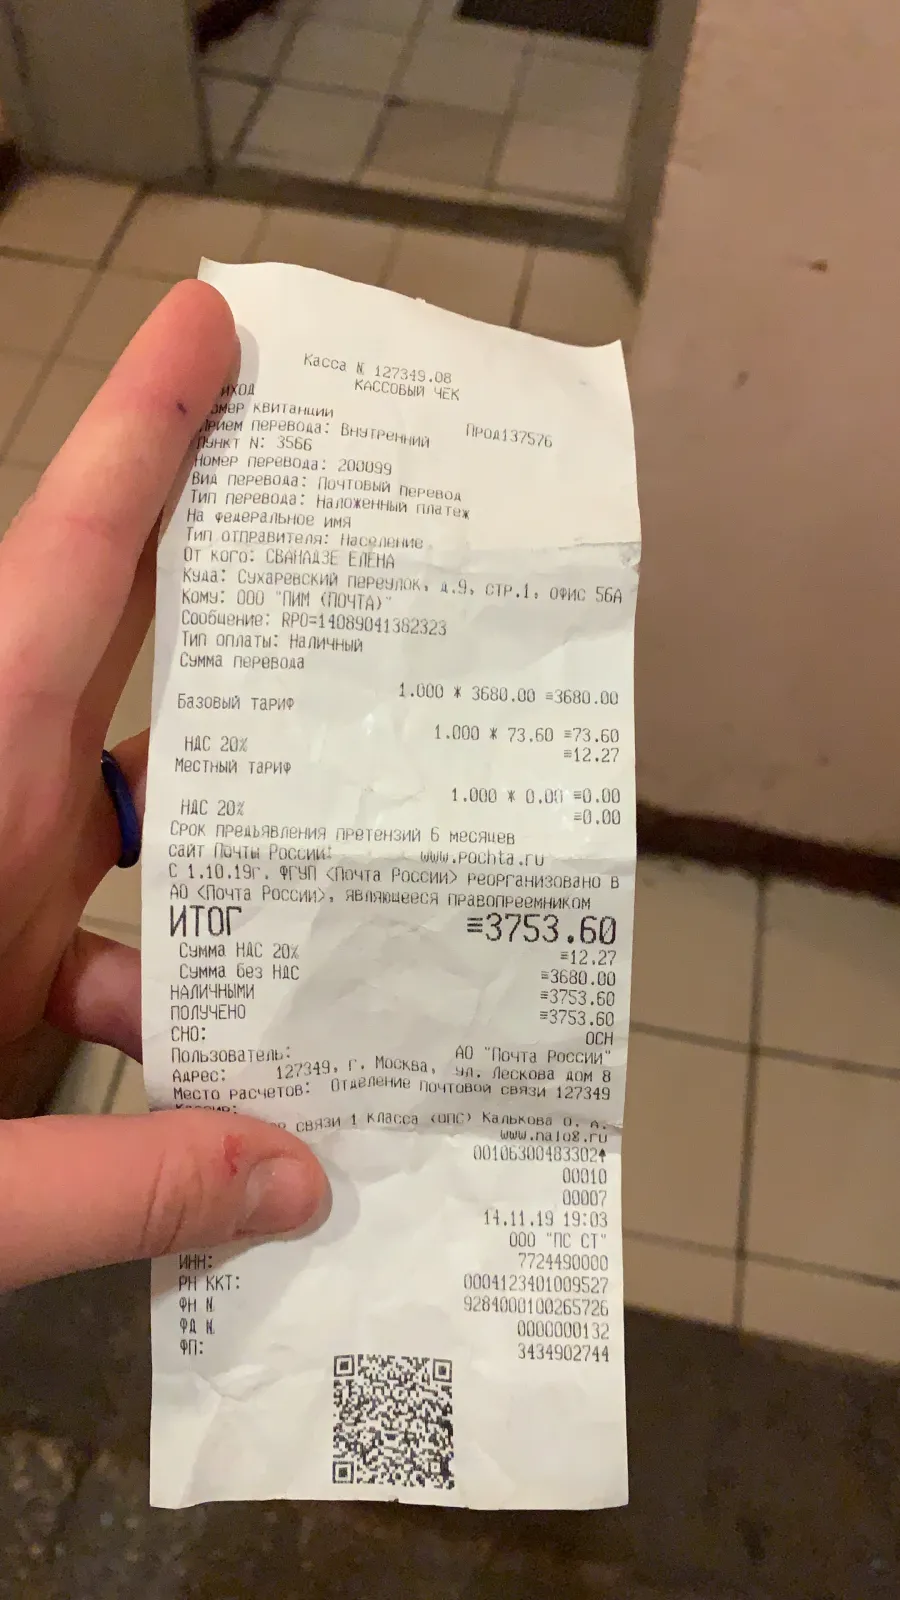 Касса № 127349.08
КАССОВЫЙ ЧЕК
ИХОД
омер квитанции Прод137576
Прием перевода: Внутренний
Пункт N: 3566
Номер перевода: 200099
Вид перевода: Почтовый перевод
Тип перевода: Наложенный платеж
На федеральное имя
Тип отправителя: Население
От кого: СВАНАДЗЕ ЕЛЕНА
Куда: Сухаревский переулок, д.9, СТР.1, ОФИС 56А
Кому: ООО "ПИМ (ПОЧТА)"
Сообщение: RPO=14089041382323
Тип оплаты: Наличный
Сумма перевода
1.000 * 3680.00 ≡3680.00
Базовый тариф
1.000 * 73.60 ≡73.60
НДС 20% ≡12.27
Местный тариф
1.000 * 0.00 ≡0.00
НДС 20% ≡0.00
Срок предъявления претензий 6 месяцев
сайт Почты России: www.pochta.ru
С 1.10.19г. ФГУП <Почта России> реорганизовано в
АО <Почта России>, являющееся правопреемником
ИТОГ ≡3753.60
Сумма НДС 20% ≡12.27
Сумма без НДС ≡3680.00
НАЛИЧНЫМИ ≡3753.60
ПОЛУЧЕНО ≡3753.60
СНО: ОСН
Пользователь: АО "Почта России"
Адрес: 127349, г. Москва, ул. Лескова дом 8
Место расчетов: Отделение почтовой связи 127349
Кассир:
ор связи 1 класса (ОПС) Калькова О. А.
www.nalog.ru
00106300483302↑
00010
00007
14.11.19 19:03
ООО "ПС СТ"
ИНН: 7724490000
РН ККТ: 0004123401009527
ФН № 9284000100265726
ФД № 0000000132
ФП: 3434902744